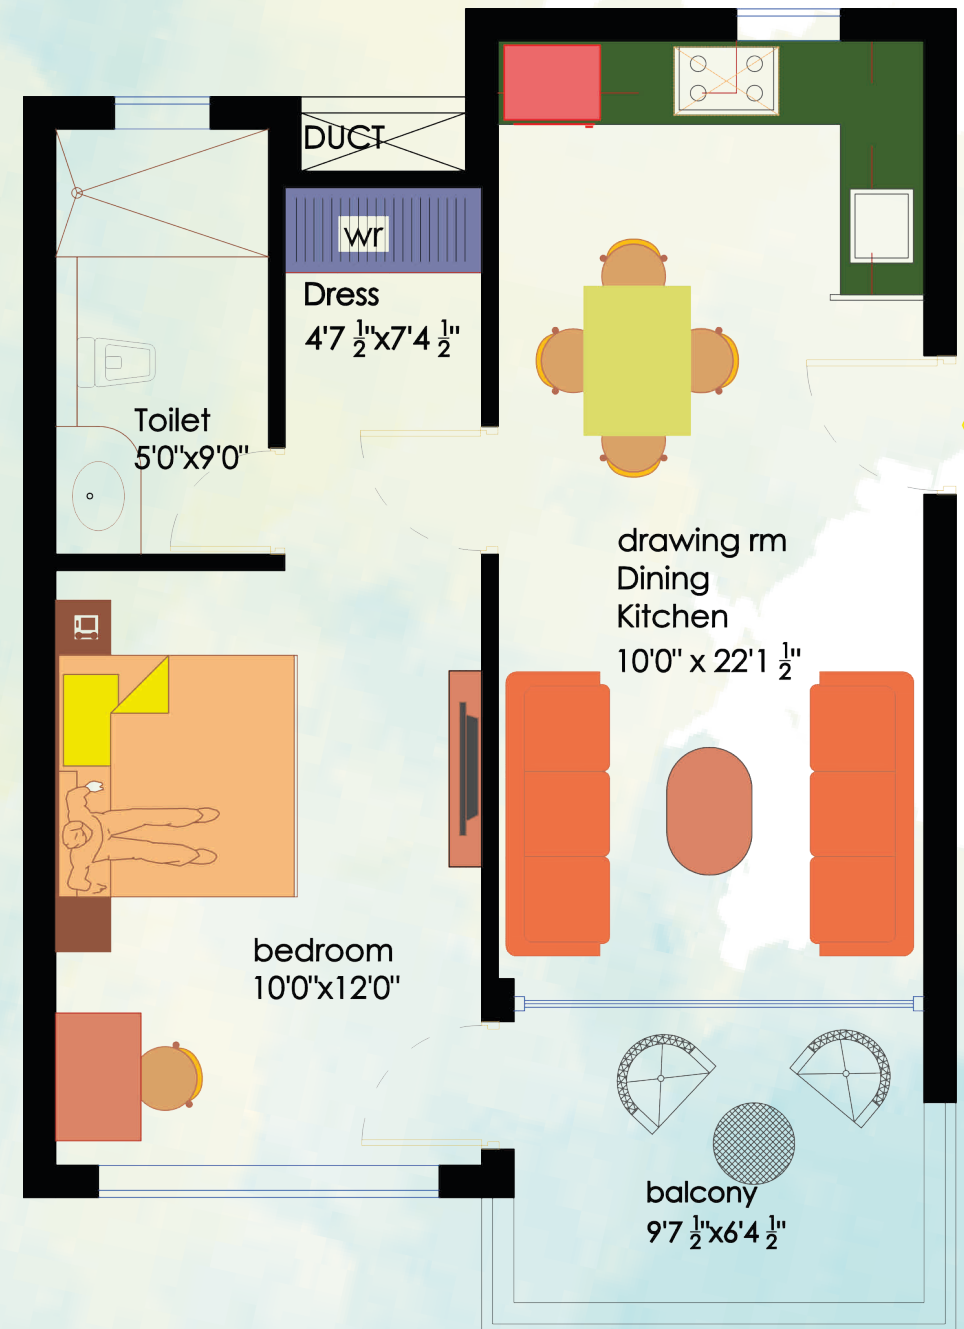 DUCT
wr
Dress
4'7 ½"x7'4 ½"
Toilet
5'0"x9'0"
drawing rm
Dining
Kitchen
10'0" x 22'1 ½"
bedroom
10'0"x12'0"
balcony
9'7 ½"x6'4 ½"